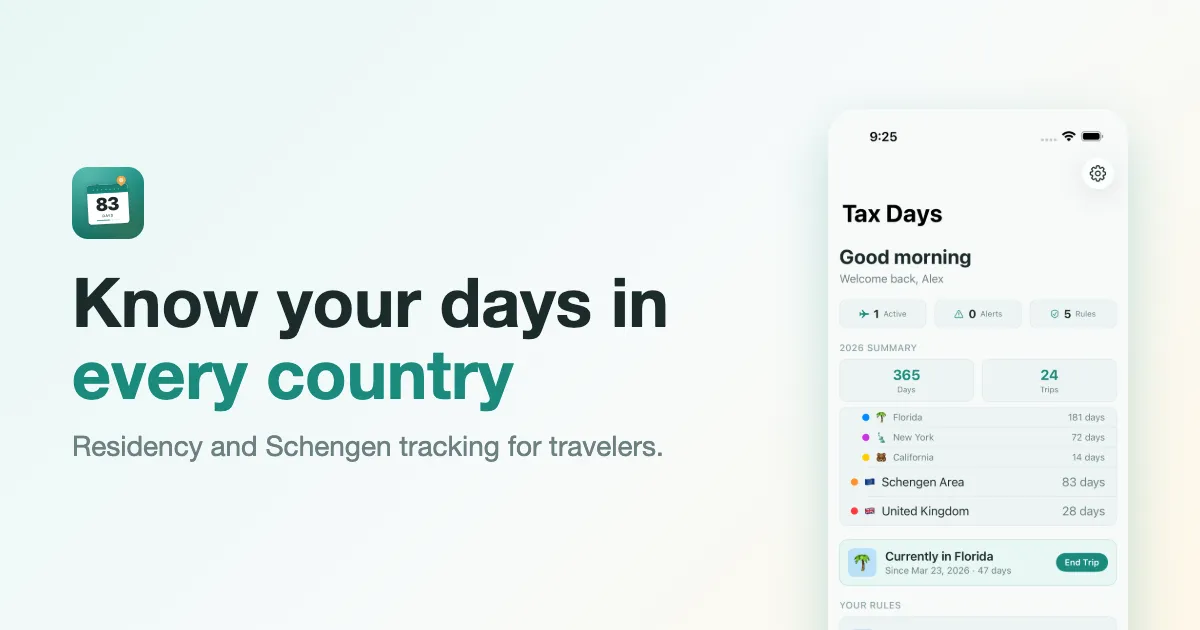 83
DAYS
Know your days in
every country
Residency and Schengen tracking for travelers.
9:25
Tax Days
Good morning
Welcome back, Alex
1 Active
0 Alerts
5 Rules
2026 SUMMARY
365
Days
24
Trips
Florida 181 days
New York 72 days
California 14 days
Schengen Area 83 days
United Kingdom 28 days
Currently in Florida
Since Mar 23, 2026 · 47 days
End Trip
YOUR RULES